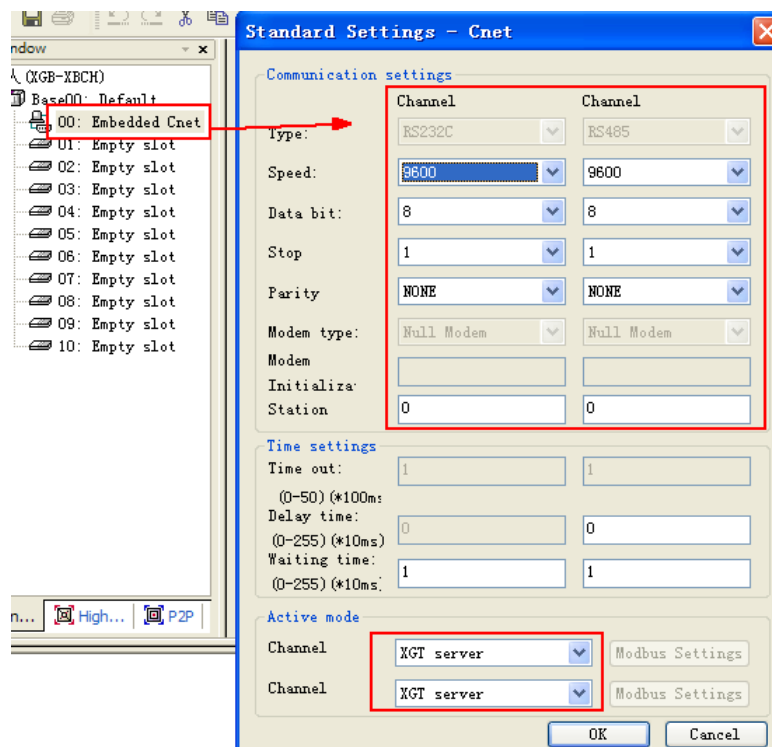 ndow
(XGB-XBCH)
Base00: Default
00: Embedded Cnet
01: Empty slot
02: Empty slot
03: Empty slot
04: Empty slot
05: Empty slot
06: Empty slot
07: Empty slot
08: Empty slot
09: Empty slot
10: Empty slot
n...
High...
P2P
Standard Settings - Cnet
Communication settings
Channel Channel
Type: RS232C RS485
Speed: 9600 9600
Data bit: 8 8
Stop 1 1
Parity NONE NONE
Modem type: Null Modem Null Modem
Modem
Initializa
Station 0 0
Time settings
Time out: 1 1
(0-50)(*100ms
Delay time: 0 0
(0-255)(*10ms)
Waiting time: 1 1
(0-255)(*10ms)
Active mode
Channel XGT server Modbus Settings
Channel XGT server Modbus Settings
OK Cancel